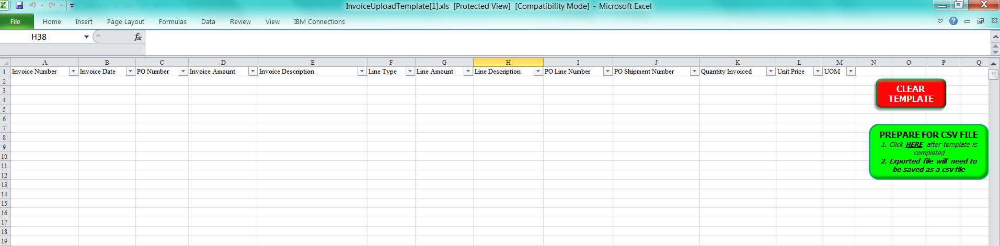 InvoiceUploadTemplate[1].xls [Protected View] [Compatibility Mode] - Microsoft Excel
File Home Insert Page Layout Formulas Data Review View IBM Connections
H38 fx
A B C D E F G H I J K L M N O P Q
1 Invoice Number Invoice Date PO Number Invoice Amount Invoice Description Line Type Line Amount Line Description PO Line Number PO Shipment Number Quantity Invoiced Unit Price UOM
2
3
4
5
6
7
8
9
10
11
12
13
14
15
16
17
18
19
CLEAR
TEMPLATE
PREPARE FOR CSV FILE
1. Click HERE after template is
completed
2. Exported file will need to
be saved as a csv file